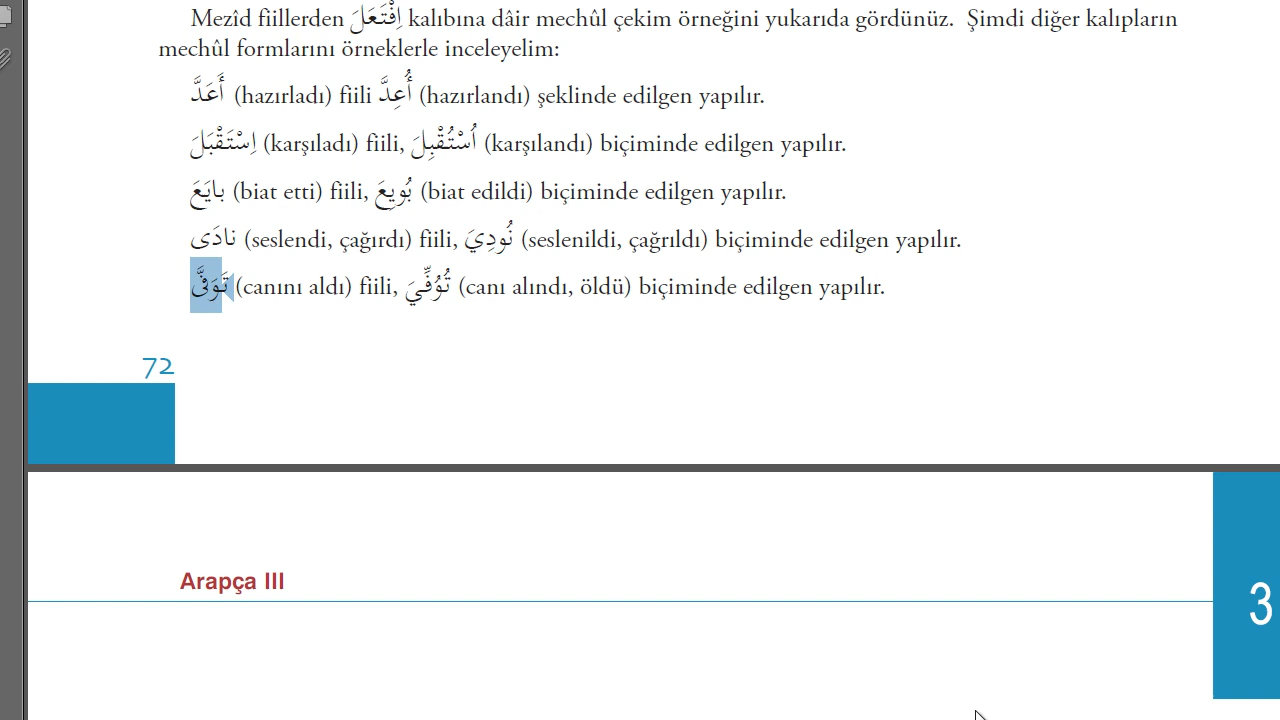 Mezîd fiillerden اِفْتَعَلَ kalıbına dâir mechûl çekim örneğini yukarıda gördünüz. Şimdi diğer kalıpların
mechûl formlarını örneklerle inceleyelim:
أَعَدَّ (hazırladı) fiili أُعِدَّ (hazırlandı) şeklinde edilgen yapılır.
اِسْتَقْبَلَ (karşıladı) fiili, اُسْتُقْبِلَ (karşılandı) biçiminde edilgen yapılır.
بايَعَ (biat etti) fiili, بُويِعَ (biat edildi) biçiminde edilgen yapılır.
نادَى (seslendi, çağırdı) fiili, نُودِيَ (seslenildi, çağrıldı) biçiminde edilgen yapılır.
تَوَفَّى (canını aldı) fiili, تُوُفِّيَ (canı alındı, öldü) biçiminde edilgen yapılır.
72
Arapça III
3